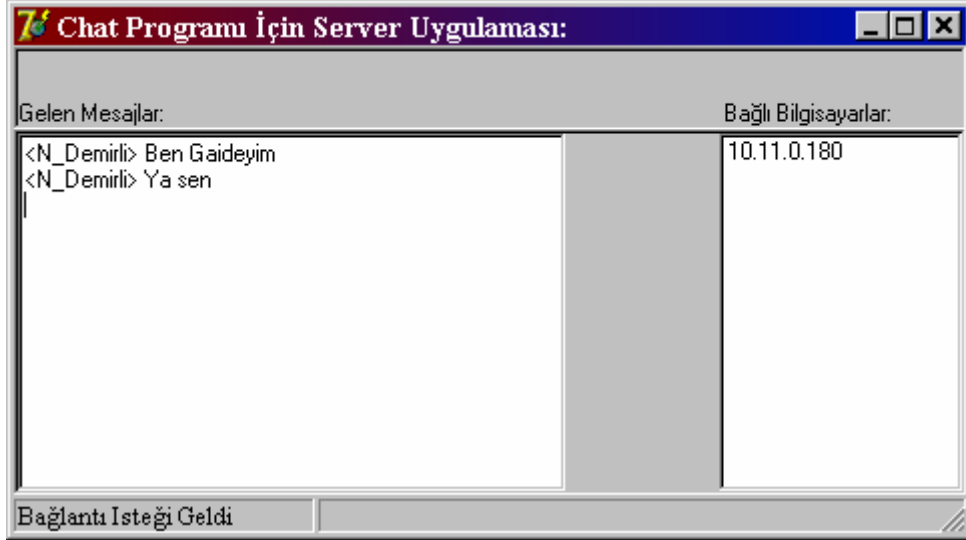 Chat Programı İçin Server Uygulaması:
Gelen Mesajlar:
Bağlı Bilgisayarlar:
<N_Demirli> Ben Gaideyim
<N_Demirli> Ya sen
10.11.0.180
Bağlantı Isteği Geldi